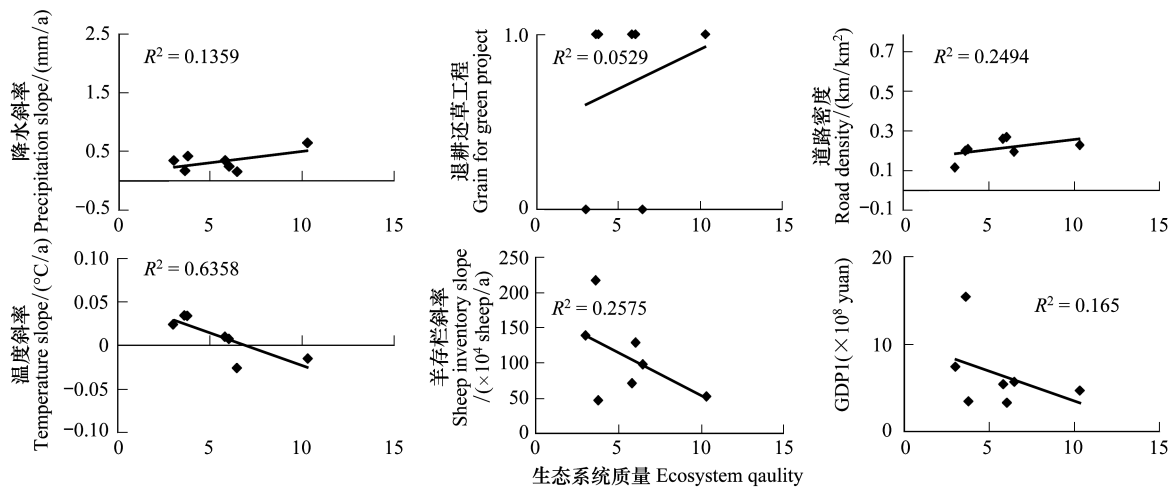 降水斜率
Precipitation slope/(mm/a)
2.5
1.5
0.5
−0.5
R² = 0.1359
0
5
10
15
退耕还草工程
Grain for green project
1.0
0
R² = 0.0529
0
5
10
15
道路密度
Road density/(km/km²)
0.7
0.5
0.3
0.1
−0.1
R² = 0.2494
0
5
10
15
温度斜率
Temperature slope/(°C/a)
0.10
0.05
0
−0.05
−0.10
R² = 0.6358
0
5
10
15
羊存栏斜率
Sheep inventory slope
/(×10⁴ sheep/a)
250
200
150
100
50
0
R² = 0.2575
0
5
10
15
GDP1(×10⁸ yuan)
20
10
0
R² = 0.165
0
5
10
15
生态系统质量 Ecosystem qaulity